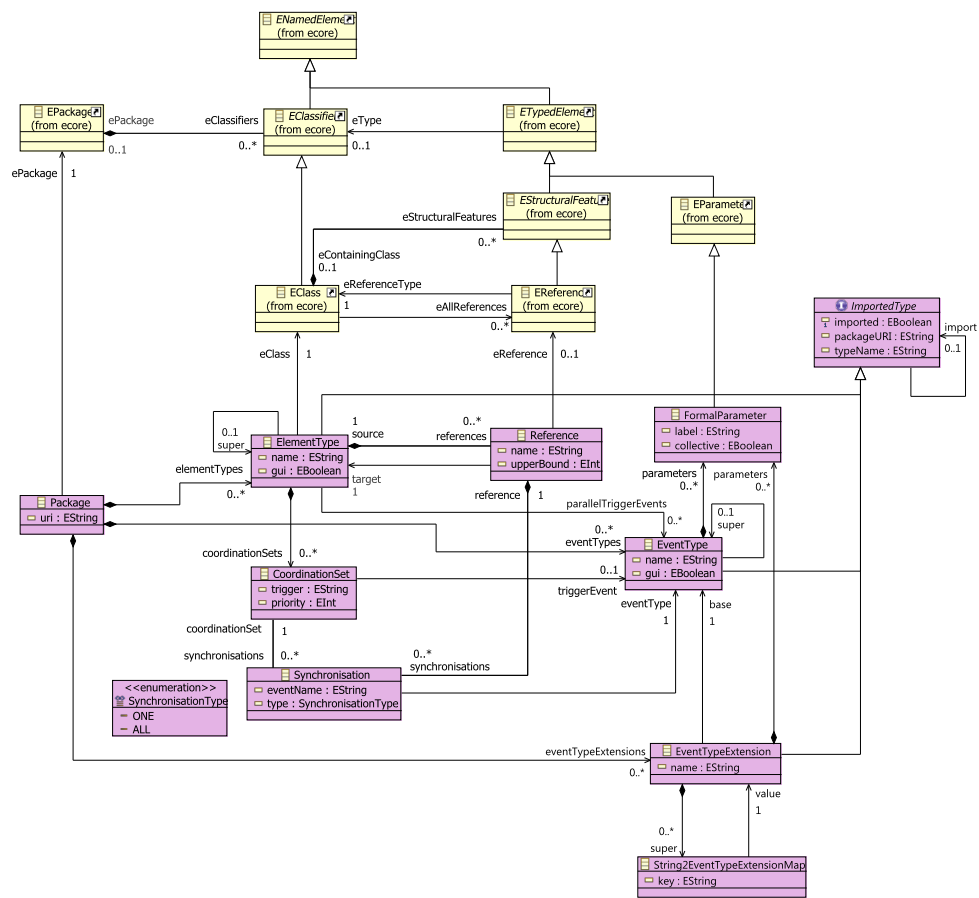 ENamedEleme
(from ecore)
EPackage
(from ecore)
ePackage
0..1
eClassifiers
0..*
EClassifie
(from ecore)
eType
0..1
ETypedEleme
(from ecore)
ePackage
1
EStructuralFeatu
(from ecore)
eStructuralFeatures
0..*
EParamete
(from ecore)
eContainingClass
0..1
EClass
(from ecore)
eReferenceType
1
eAllReferences
0..*
EReferenc
(from ecore)
ImportedType
imported : EBoolean
packageURI : EString
typeName : EString
import
0..1
eClass
1
eReference
0..1
FormalParameter
label : EString
collective : EBoolean
0..1
super
ElementType
name : EString
gui : EBoolean
1
source
0..*
references
Reference
name : EString
upperBound : EInt
target
1
elementTypes
0..*
reference
1
parameters
0..*
parameters
0..*
Package
uri : EString
parallelTriggerEvents
0..*
0..1
super
0..*
eventTypes
EventType
name : EString
gui : EBoolean
coordinationSets
0..*
CoordinationSet
trigger : EString
priority : EInt
0..1
triggerEvent
eventType
1
base
1
coordinationSet
1
synchronisations
0..*
0..*
synchronisations
Synchronisation
eventName : EString
type : SynchronisationType
<<enumeration>>
SynchronisationType
ONE
ALL
eventTypeExtensions
0..*
EventTypeExtension
name : EString
value
1
0..*
super
String2EventTypeExtensionMap
key : EString